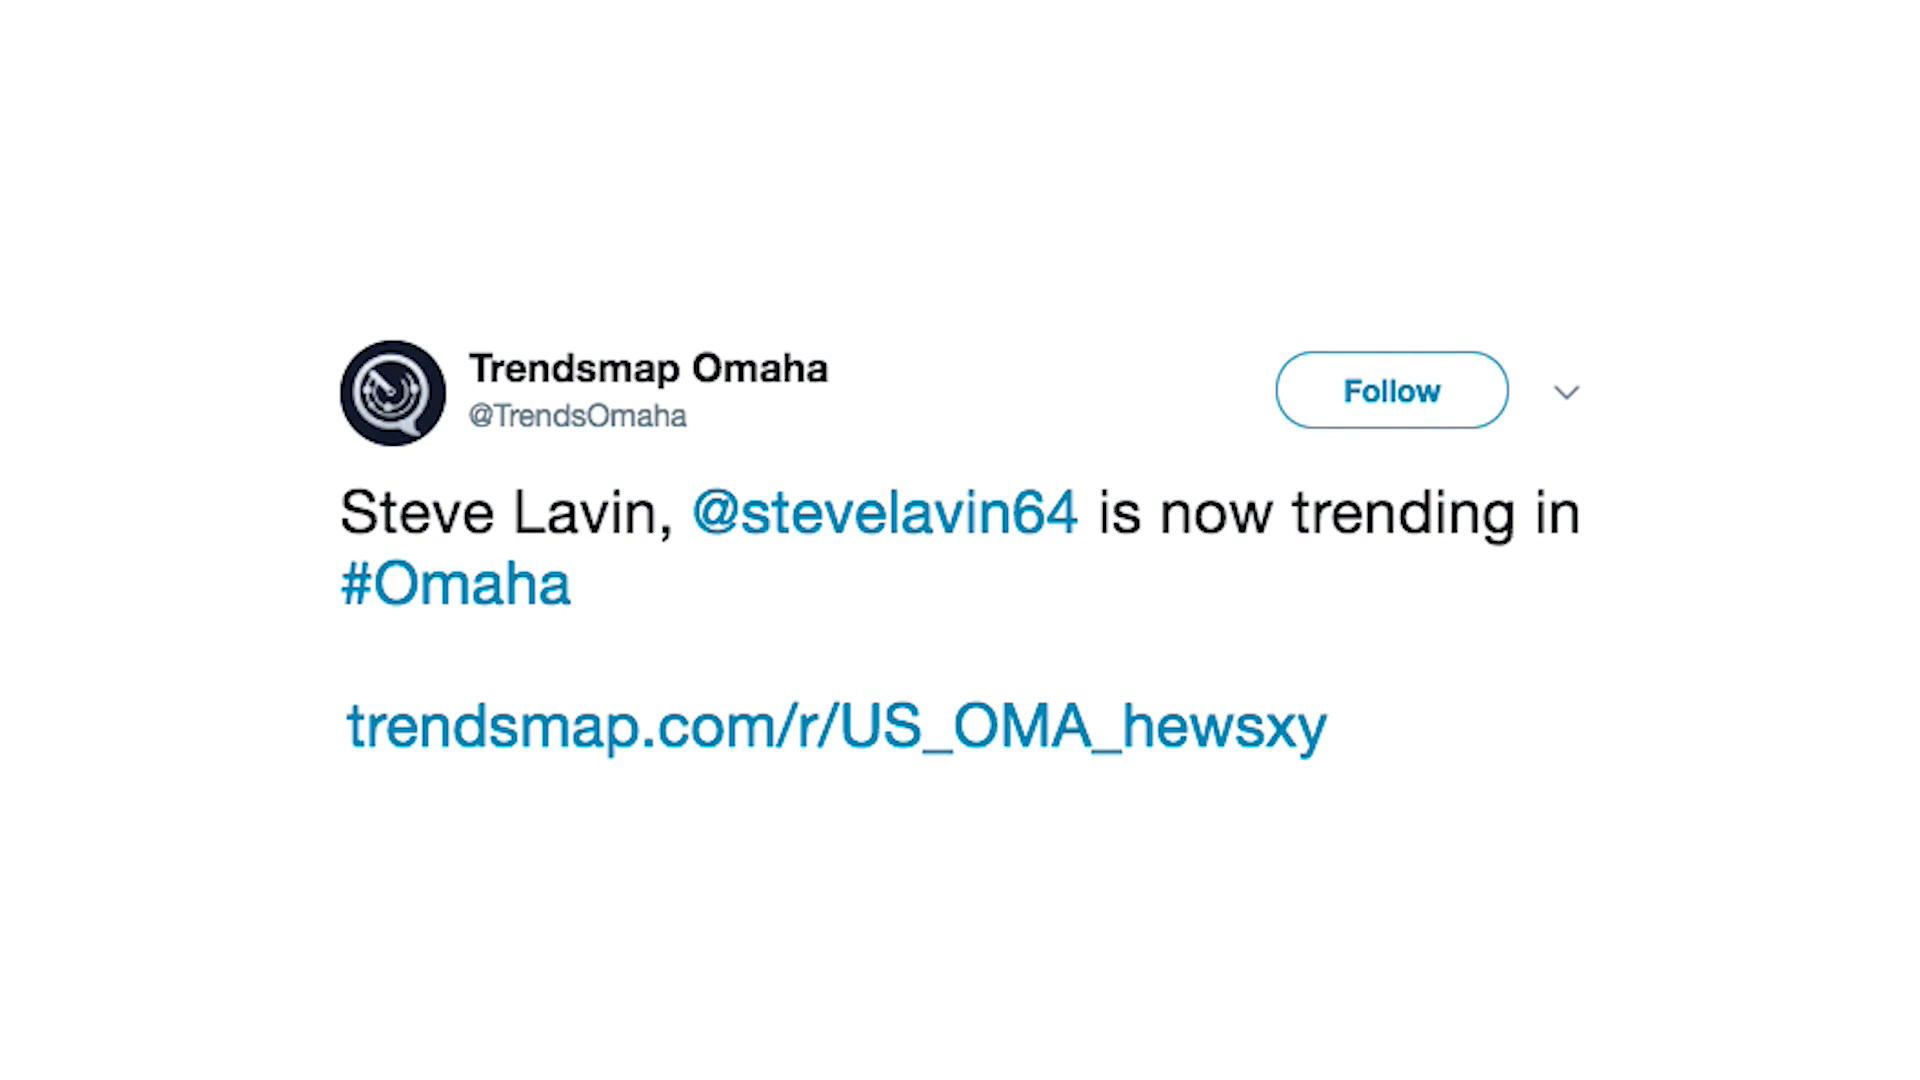 Trendsmap Omaha
@TrendsOmaha
Follow
Steve Lavin, @stevelavin64 is now trending in
#Omaha
trendsmap.com/r/US_OMA_hewsxy